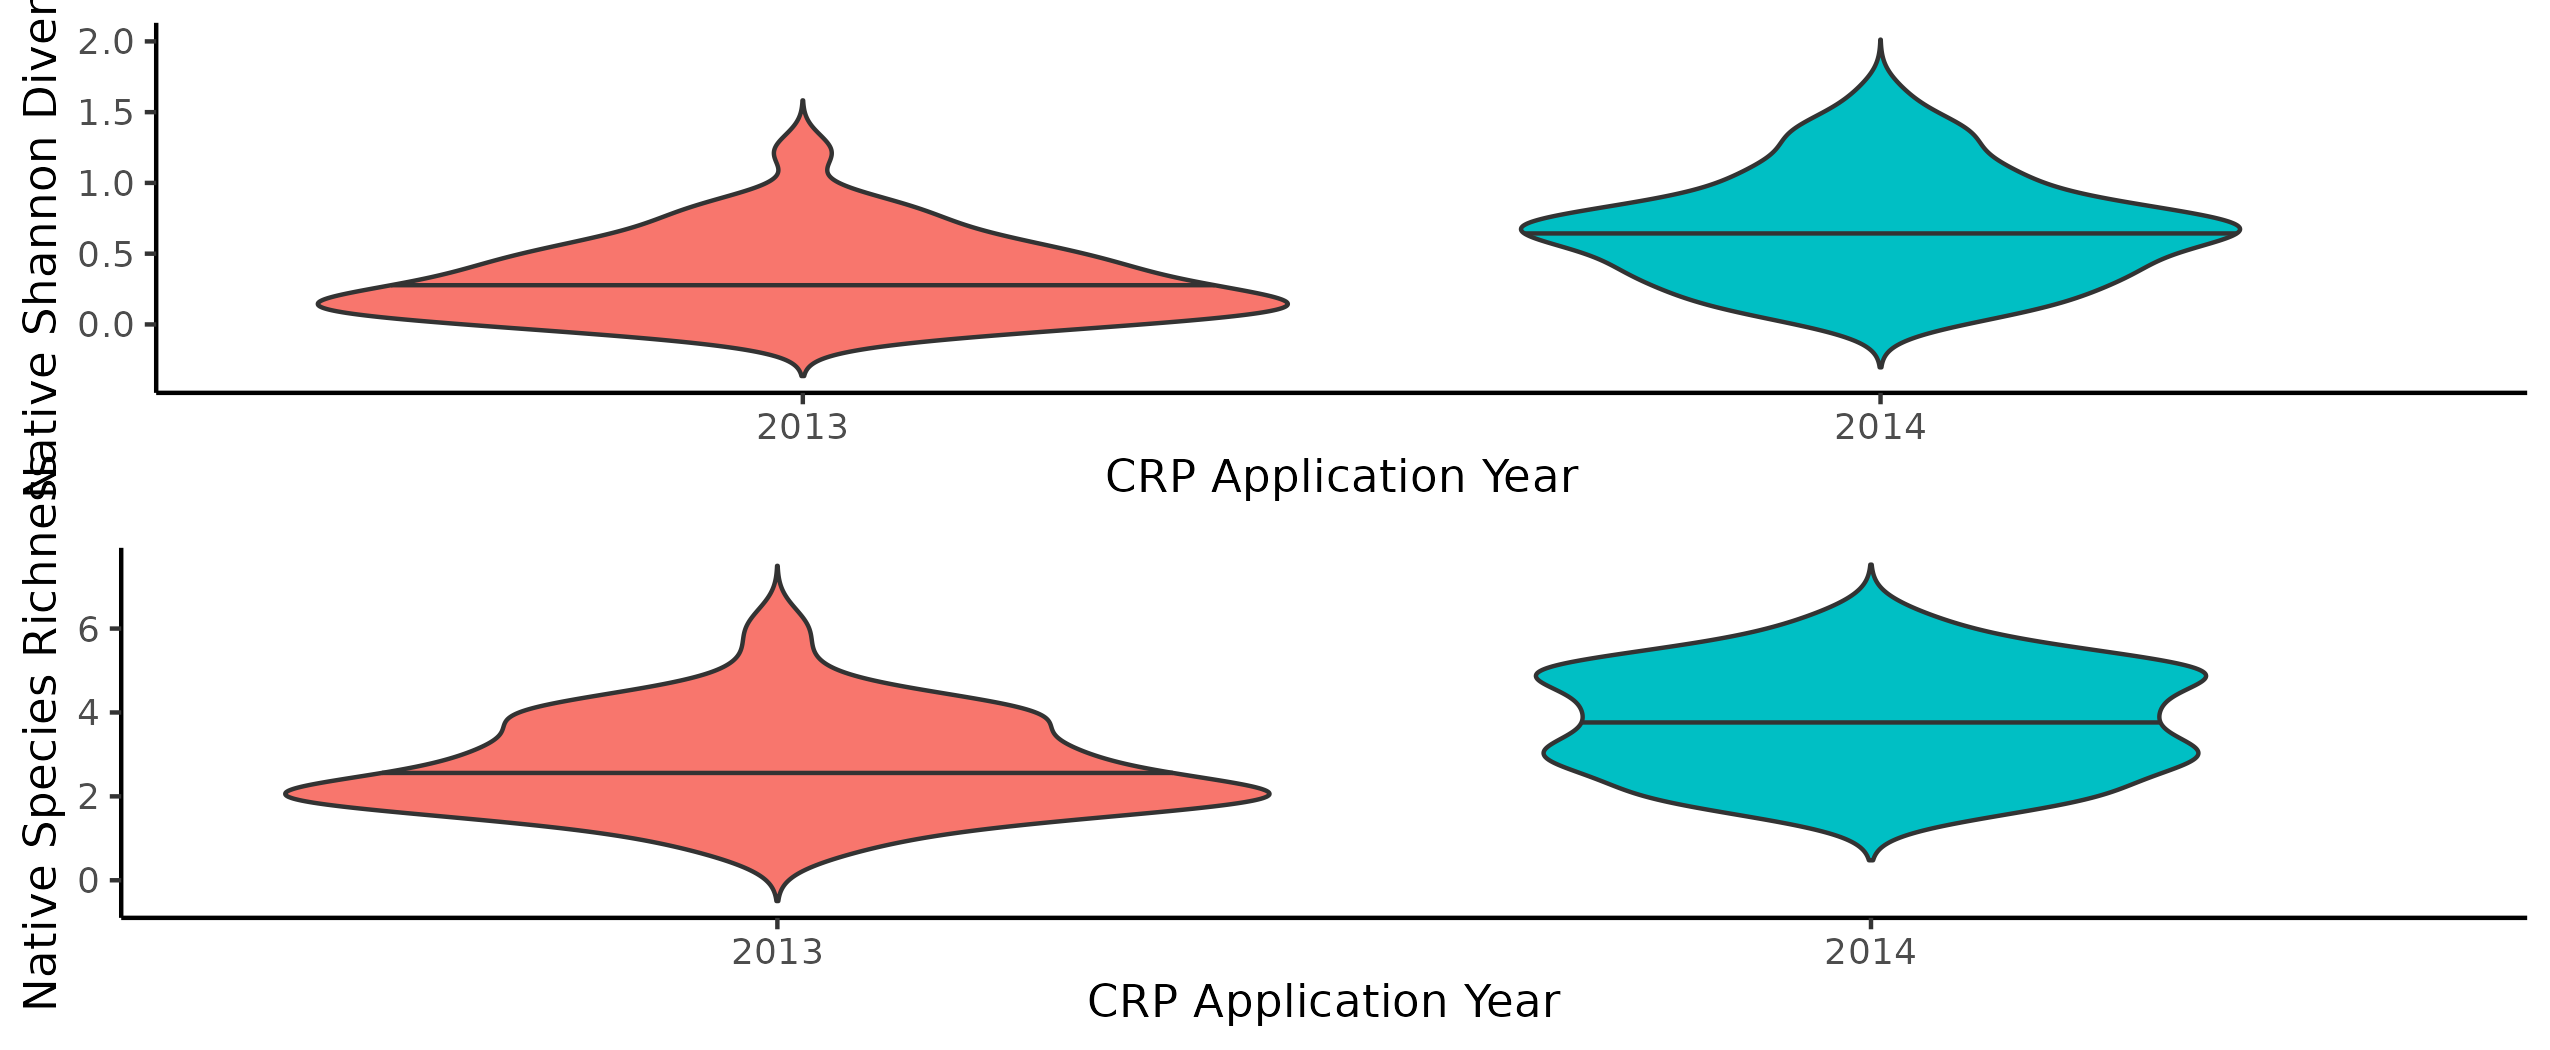 Native Shannon Diver
2.0
1.5
1.0
0.5
0.0
2013 2014
CRP Application Year
Native Species Richness
6
4
2
0
2013 2014
CRP Application Year